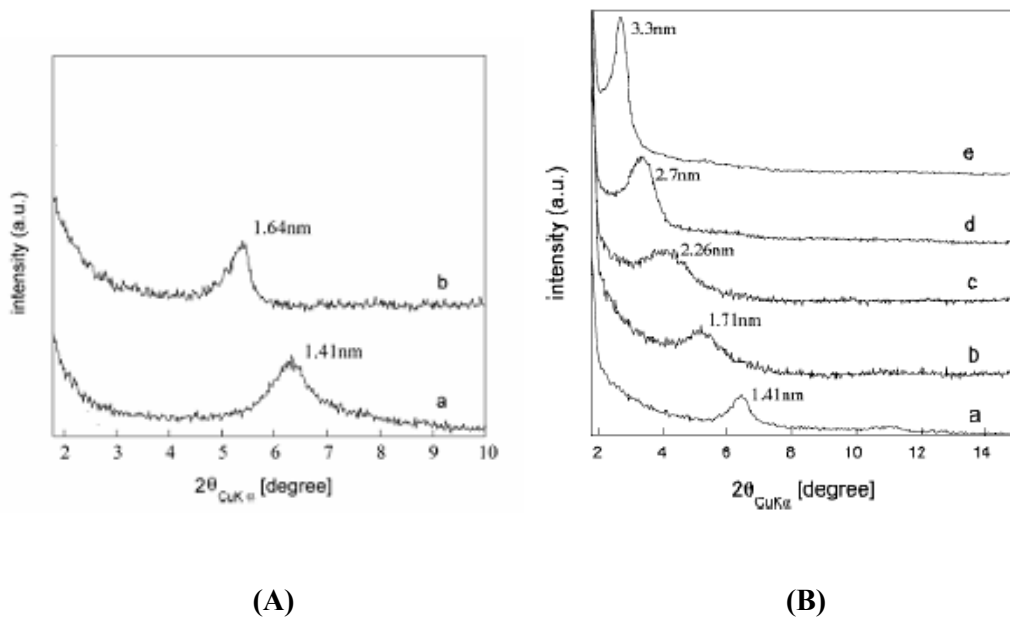 intensity (a.u.)
1.64nm
b
1.41nm
a
2 3 4 5 6 7 8 9 10
2θCuKα [degree]
(A)
intensity (a.u.)
3.3nm
e
2.7nm
d
2.26nm
c
1.71nm
b
1.41nm
a
2 4 6 8 10 12 14
2θCuKα [degree]
(B)